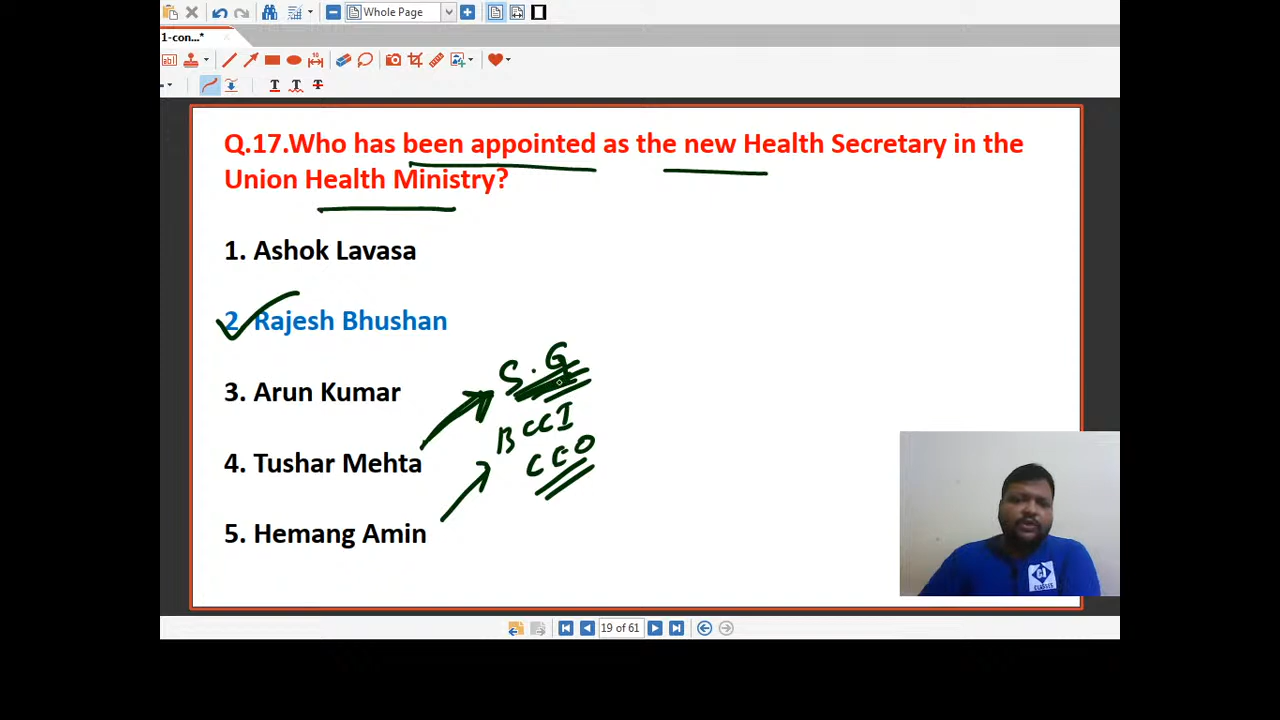 Whole Page
1-con...*
Q.17.Who has been appointed as the new Health Secretary in the
Union Health Ministry?
1. Ashok Lavasa
2. Rajesh Bhushan
3. Arun Kumar
4. Tushar Mehta
5. Hemang Amin
S.G
BCCI
CEO
CLASSES
19 of 61